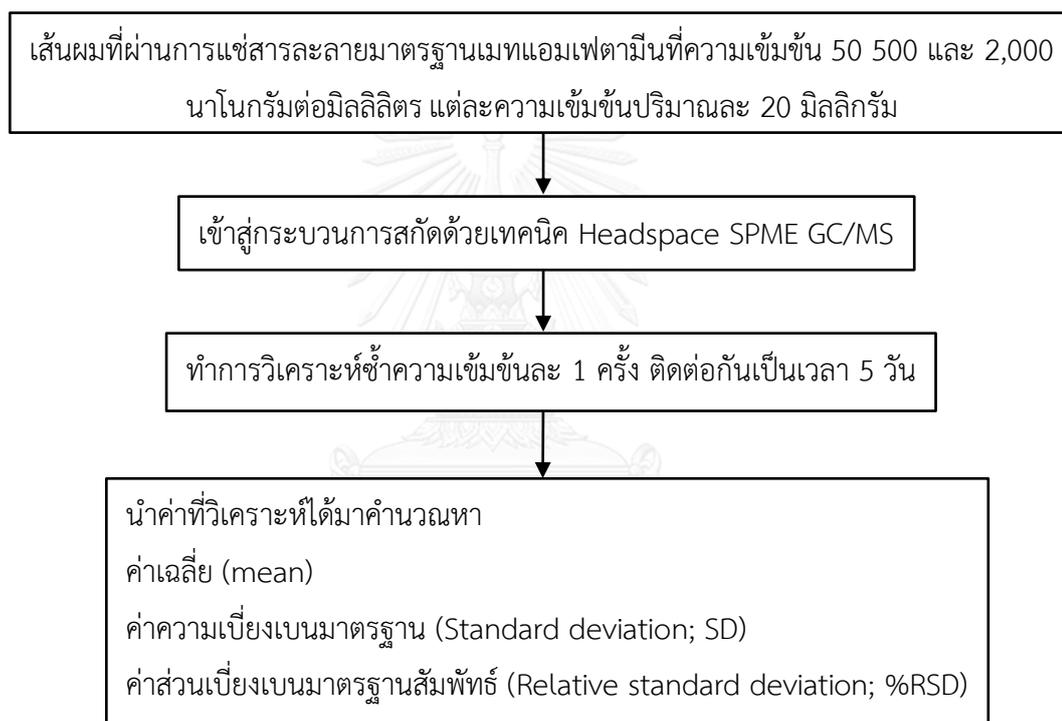 เส้นผมที่ผ่านการแช่สารละลายมาตรฐานเมทแอมเฟตามีนที่ความเข้มข้น 50 500 และ 2,000
นาโนกรัมต่อมิลลิลิตร แต่ละความเข้มข้นปริมาณละ 20 มิลลิกรัม
เข้าสู่กระบวนการสกัดด้วยเทคนิค Headspace SPME GC/MS
ทำการวิเคราะห์ซ้ำความเข้มข้นละ 1 ครั้ง ติดต่อกันเป็นเวลา 5 วัน
นำค่าที่วิเคราะห์ได้มาคำนวณหา
ค่าเฉลี่ย (mean)
ค่าความเบี่ยงเบนมาตรฐาน (Standard deviation; SD)
ค่าส่วนเบี่ยงเบนมาตรฐานสัมพัทธ์ (Relative standard deviation; %RSD)